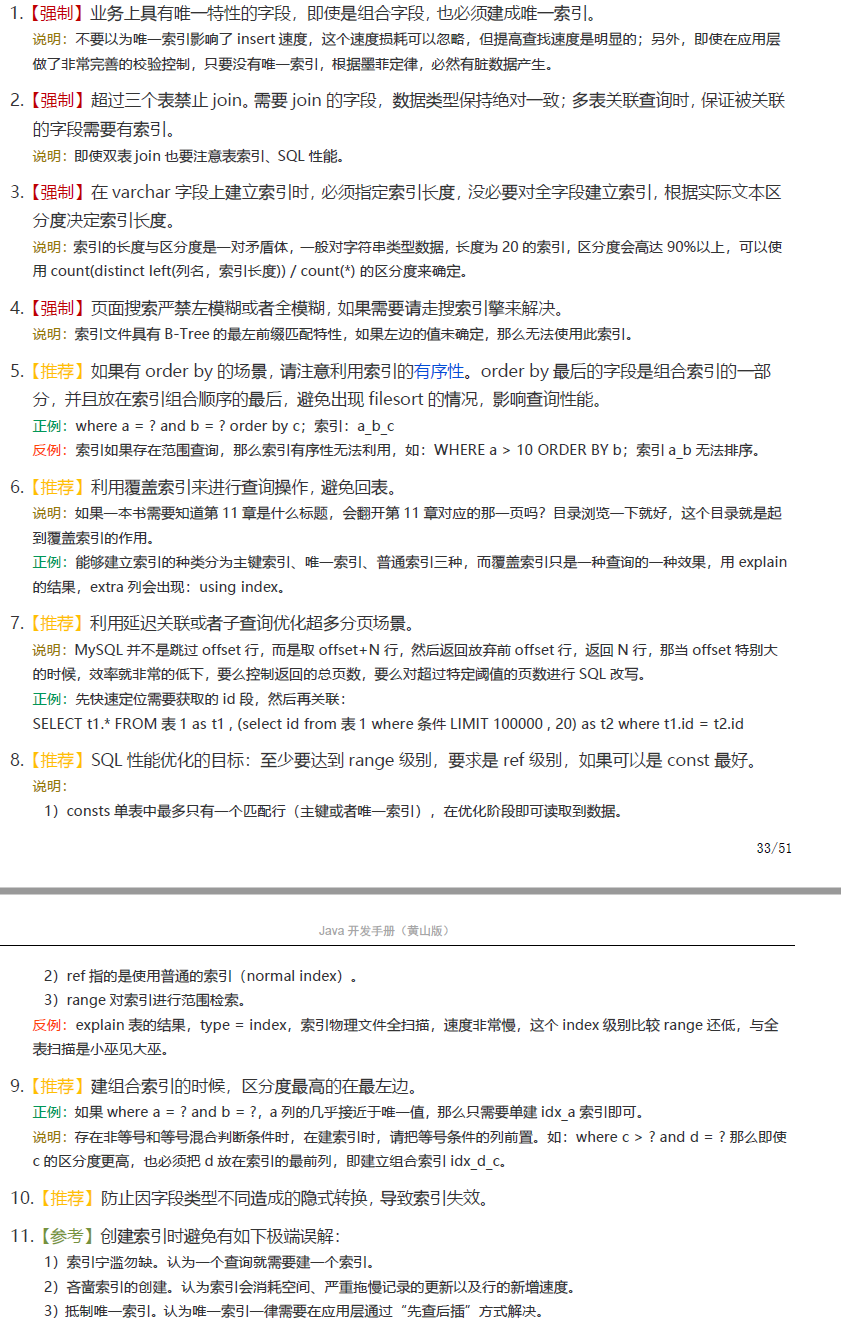 1.【强制】业务上具有唯一特性的字段，即使是组合字段，也必须建成唯一索引。
说明：不要以为唯一索引影响了 insert 速度，这个速度损耗可以忽略，但提高查找速度是明显的；另外，即使在应用层
做了非常完善的校验控制，只要没有唯一索引，根据墨菲定律，必然有脏数据产生。
2.【强制】超过三个表禁止 join。需要 join 的字段，数据类型保持绝对一致；多表关联查询时，保证被关联
的字段需要有索引。
说明：即使双表 join 也要注意表索引、SQL 性能。
3.【强制】在 varchar 字段上建立索引时，必须指定索引长度，没必要对全字段建立索引，根据实际文本区
分度决定索引长度。
说明：索引的长度与区分度是一对矛盾体，一般对字符串类型数据，长度为 20 的索引，区分度会高达 90%以上，可以使
用 count(distinct left(列名，索引长度)) / count(*) 的区分度来确定。
4.【强制】页面搜索严禁左模糊或者全模糊，如果需要请走搜索引擎来解决。
说明：索引文件具有 B-Tree 的最左前缀匹配特性，如果左边的值未确定，那么无法使用此索引。
5.【推荐】如果有 order by 的场景，请注意利用索引的有序性。order by 最后的字段是组合索引的一部
分，并且放在索引组合顺序的最后，避免出现 filesort 的情况，影响查询性能。
正例：where a = ? and b = ? order by c；索引：a_b_c
反例：索引如果存在范围查询，那么索引有序性无法利用，如：WHERE a > 10 ORDER BY b；索引 a_b 无法排序。
6.【推荐】利用覆盖索引来进行查询操作，避免回表。
说明：如果一本书需要知道第 11 章是什么标题，会翻开第 11 章对应的那一页吗？目录浏览一下就好，这个目录就是起
到覆盖索引的作用。
正例：能够建立索引的种类分为主键索引、唯一索引、普通索引三种，而覆盖索引只是一种查询的一种效果，用 explain
的结果，extra 列会出现：using index。
7.【推荐】利用延迟关联或者子查询优化超多分页场景。
说明：MySQL 并不是跳过 offset 行，而是取 offset+N 行，然后返回放弃前 offset 行，返回 N 行，那当 offset 特别大
的时候，效率就非常的低下，要么控制返回的总页数，要么对超过特定阈值的页数进行 SQL 改写。
正例：先快速定位需要获取的 id 段，然后再关联：
SELECT t1.* FROM 表 1 as t1 , (select id from 表 1 where 条件 LIMIT 100000 , 20) as t2 where t1.id = t2.id
8.【推荐】SQL 性能优化的目标：至少要达到 range 级别，要求是 ref 级别，如果可以是 const 最好。
说明：
1）consts 单表中最多只有一个匹配行（主键或者唯一索引），在优化阶段即可读取到数据。
33/51
Java 开发手册（黄山版）
2）ref 指的是使用普通的索引（normal index）。
3）range 对索引进行范围检索。
反例：explain 表的结果，type = index，索引物理文件全扫描，速度非常慢，这个 index 级别比较 range 还低，与全
表扫描是小巫见大巫。
9.【推荐】建组合索引的时候，区分度最高的在最左边。
正例：如果 where a = ? and b = ?，a 列的几乎接近于唯一值，那么只需要单建 idx_a 索引即可。
说明：存在非等号和等号混合判断条件时，在建索引时，请把等号条件的列前置。如：where c > ? and d = ? 那么即使
c 的区分度更高，也必须把 d 放在索引的最前列，即建立组合索引 idx_d_c。
10.【推荐】防止因字段类型不同造成的隐式转换，导致索引失效。
11.【参考】创建索引时避免有如下极端误解：
1）索引宁滥勿缺。认为一个查询就需要建一个索引。
2）吝啬索引的创建。认为索引会消耗空间、严重拖慢记录的更新以及行的新增速度。
3）抵制唯一索引。认为唯一索引一律需要在应用层通过“先查后插”方式解决。